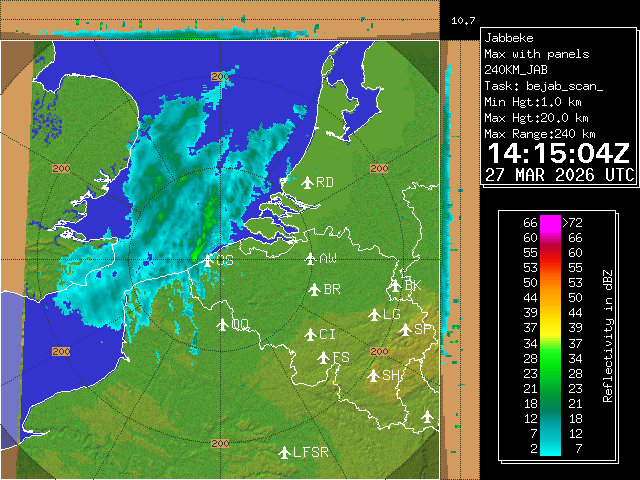 10.7
Jabbeke
Max with panels
240KM_JAB
Task: bejab_scan_
Min Hgt:1.0 km
Max Hgt:20.0 km
Max Range:240 km
14:15:04Z
27 MAR 2026 UTC
200
200
200
RD
OS
AW
BR
BK
LG
QO
CI
SP
200
FS
200
SH
200
LFSR
66 >72
60 66
55 60
53 55
50 53
44 50
39 44
37 39
34 37
28 34
23 28
21 23
18 21
12 18
7 12
2 7
Reflectivity in dBZ